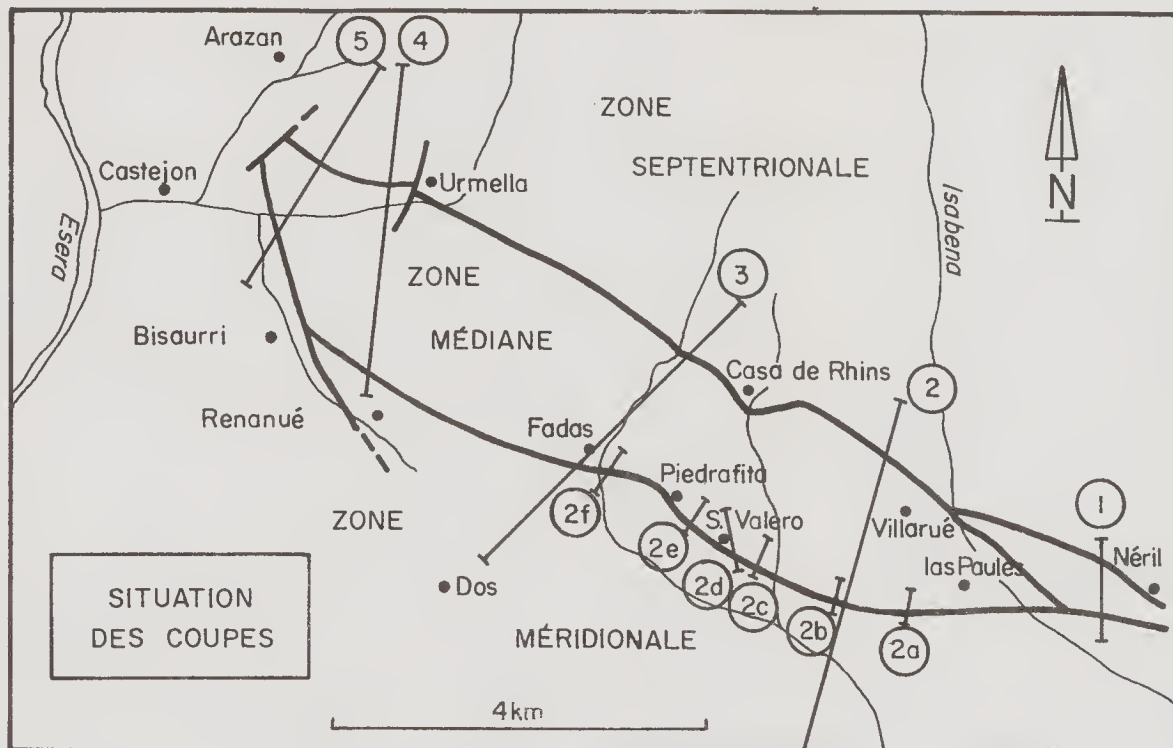 Arazan
5
4
ZONE
SEPTENTRIONALE
Castejon
Urmella
Isabena
N
Esera
ZONE
MÉDIANE
3
Bisaurri
Casa de Rhins
2
Renanué
Fadas
Piedrafita
2f
S. Valero
Villarué
1
ZONE
2e
las Paules
Néril
SITUATION
DES COUPES
Dos
2d
2c
2b
2a
MÉRIDIONALE
4km